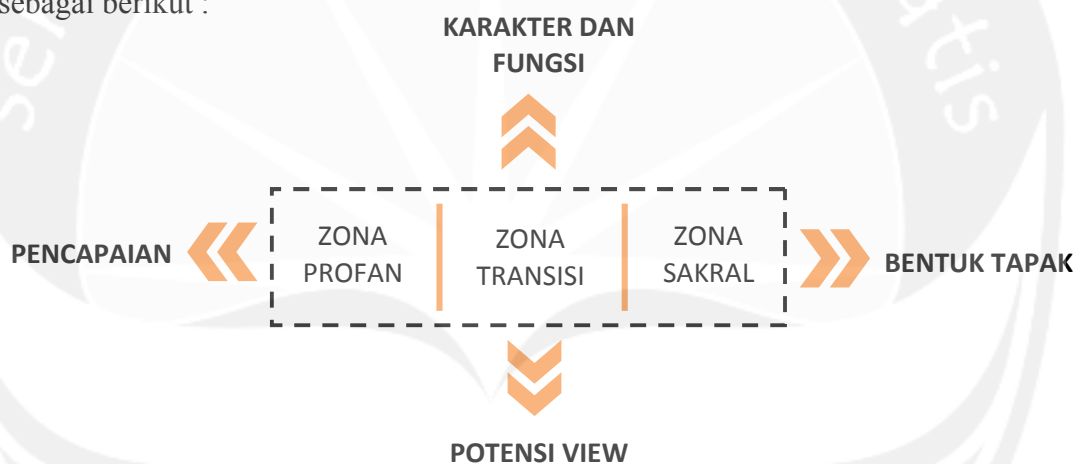 sebagai berikut :
KARAKTER DAN
FUNGSI
PENCAPAIAN
ZONA
PROFAN
ZONA
TRANSISI
ZONA
SAKRAL
BENTUK TAPAK
POTENSI VIEW